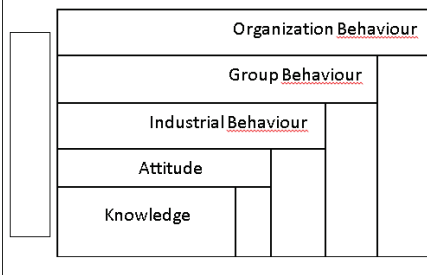 Organization Behaviour
Group Behaviour
Industrial Behaviour
Attitude
Knowledge